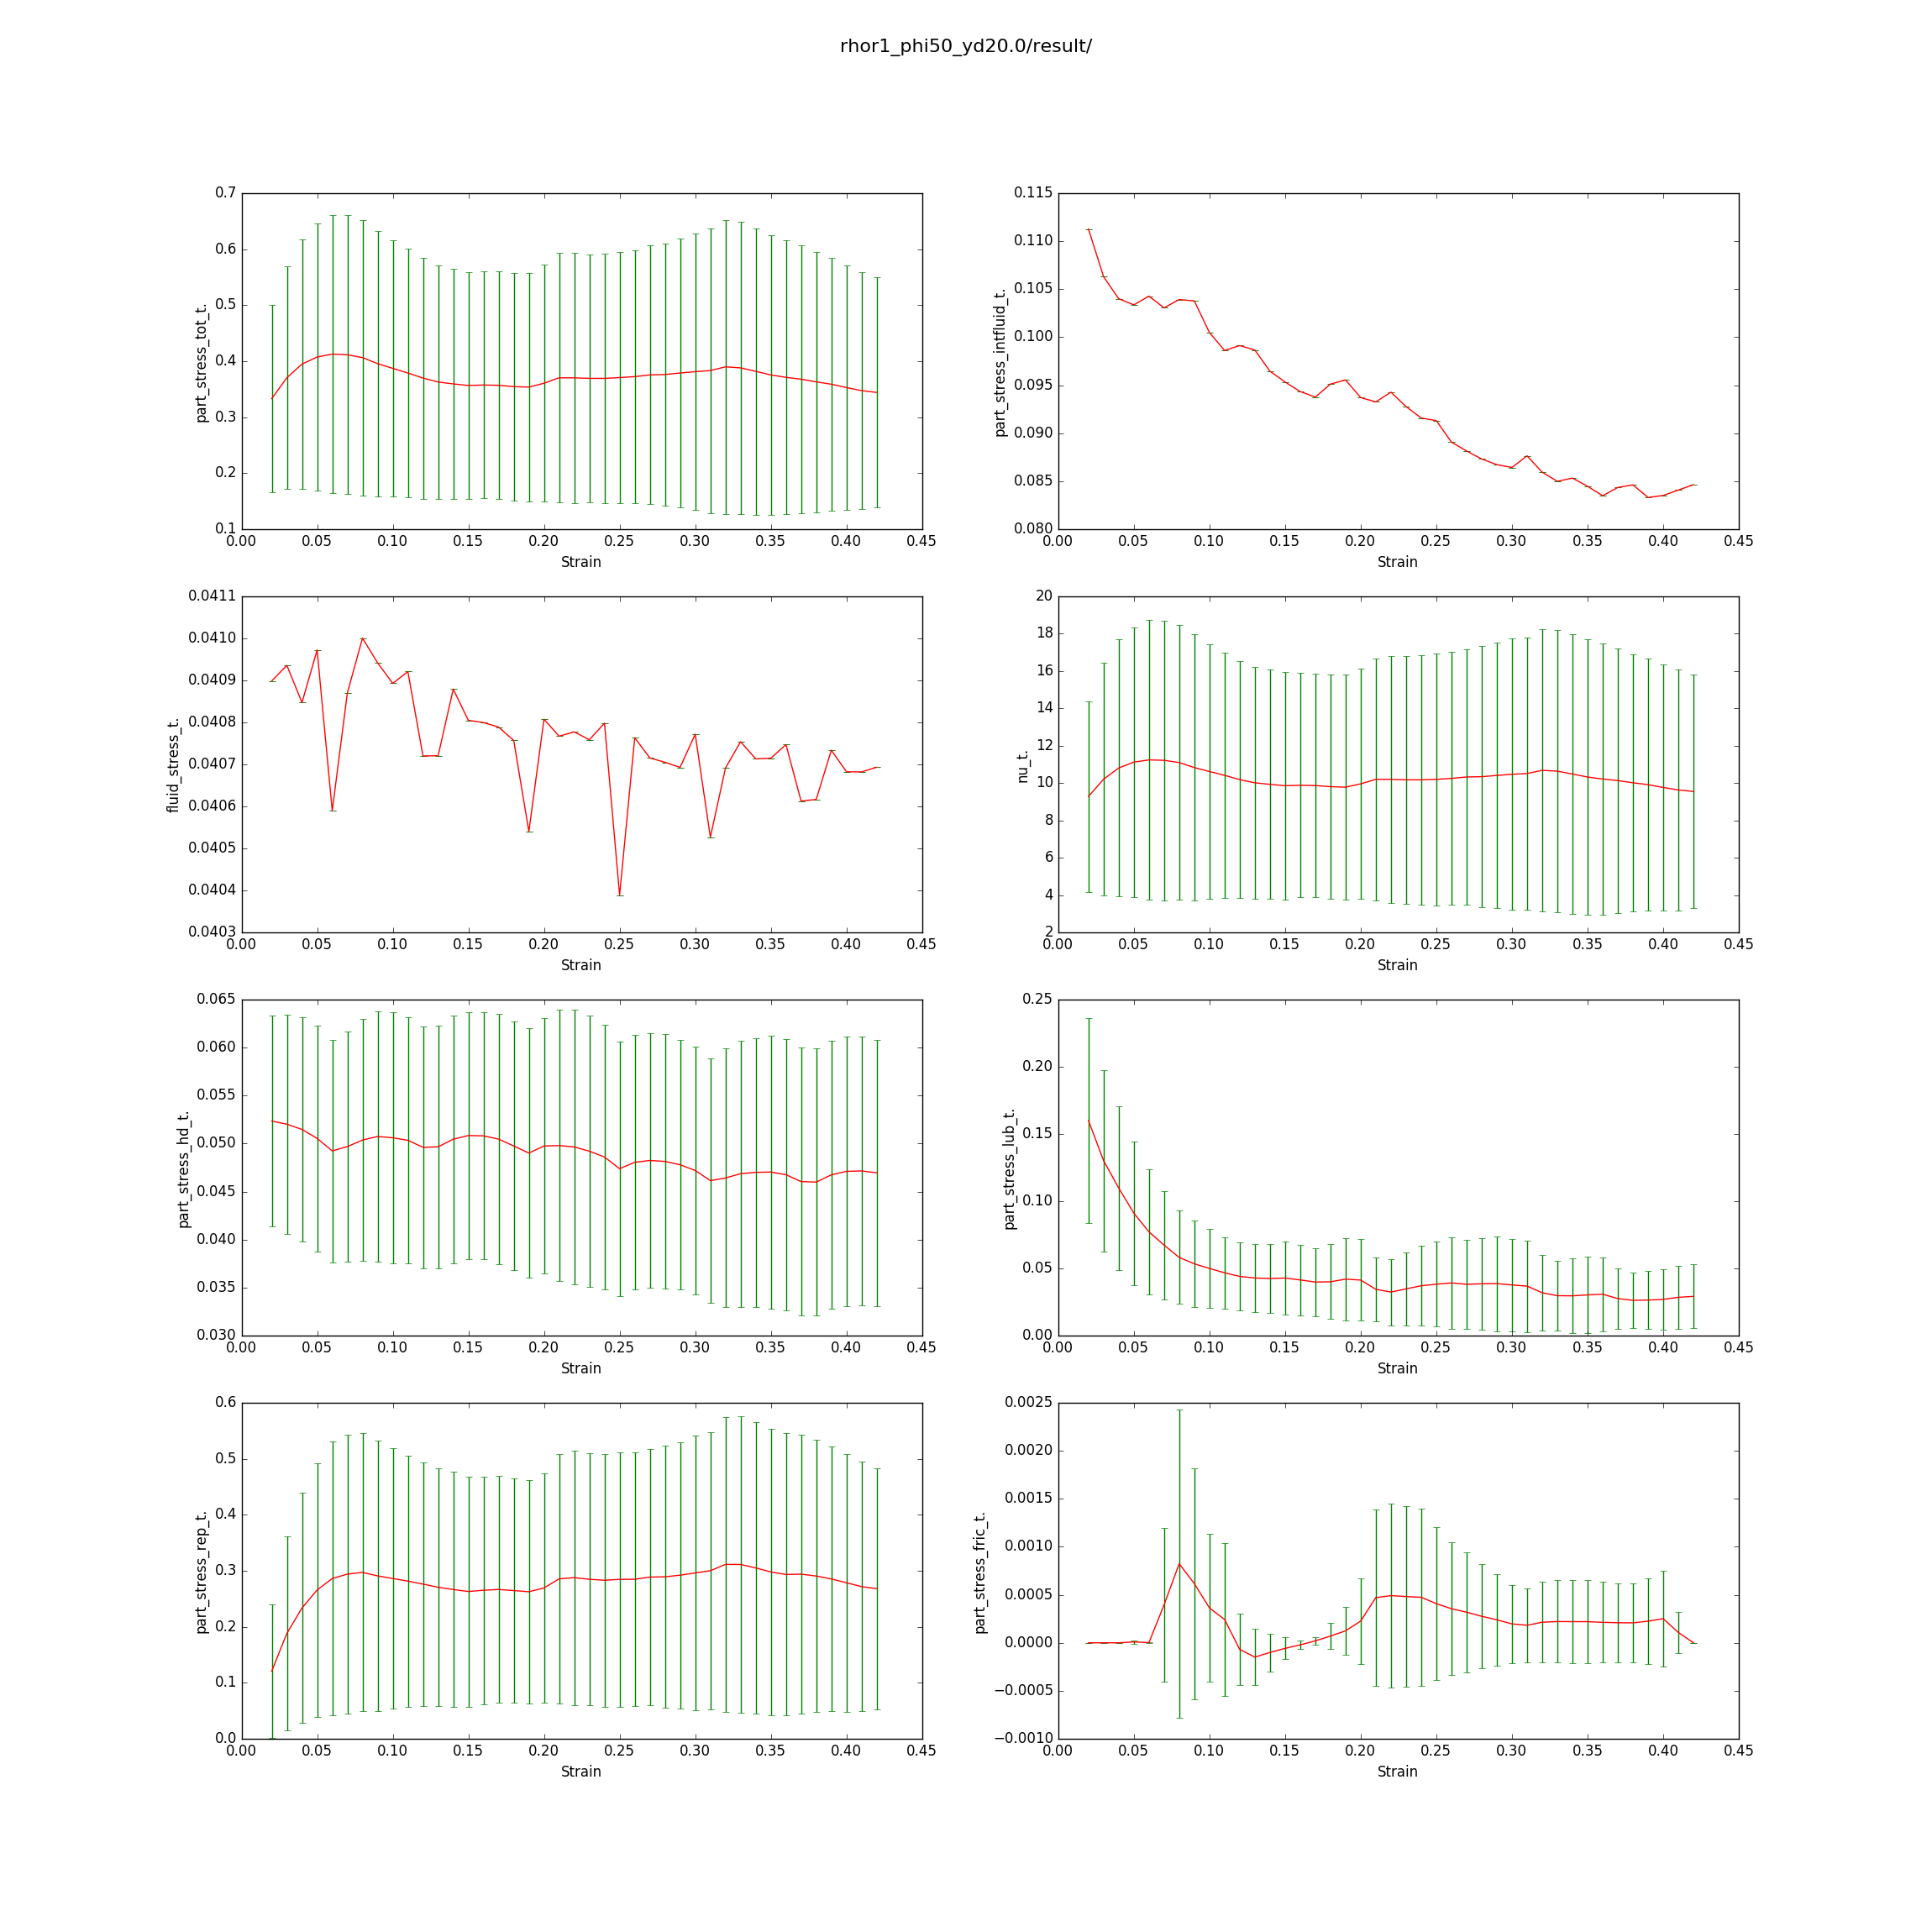 rhor1_phi50_yd20.0/result/
part_stress_tot_t.
0.7
0.6
0.5
0.4
0.3
0.2
0.1
0.00 0.05 0.10 0.15 0.20 0.25 0.30 0.35 0.40 0.45
Strain
part_stress_intfluid_t.
0.115
0.110
0.105
0.100
0.095
0.090
0.085
0.080
0.00 0.05 0.10 0.15 0.20 0.25 0.30 0.35 0.40 0.45
Strain
fluid_stress_t.
0.0411
0.0410
0.0409
0.0408
0.0407
0.0406
0.0405
0.0404
0.0403
0.00 0.05 0.10 0.15 0.20 0.25 0.30 0.35 0.40 0.45
Strain
nu_t.
20
18
16
14
12
10
8
6
4
2
0.00 0.05 0.10 0.15 0.20 0.25 0.30 0.35 0.40 0.45
Strain
part_stress_hd_t.
0.065
0.060
0.055
0.050
0.045
0.040
0.035
0.030
0.00 0.05 0.10 0.15 0.20 0.25 0.30 0.35 0.40 0.45
Strain
part_stress_lub_t.
0.25
0.20
0.15
0.10
0.05
0.00
0.00 0.05 0.10 0.15 0.20 0.25 0.30 0.35 0.40 0.45
Strain
part_stress_rep_t.
0.6
0.5
0.4
0.3
0.2
0.1
0.0
0.00 0.05 0.10 0.15 0.20 0.25 0.30 0.35 0.40 0.45
Strain
part_stress_fric_t.
0.0025
0.0020
0.0015
0.0010
0.0005
0.0000
−0.0005
−0.0010
0.00 0.05 0.10 0.15 0.20 0.25 0.30 0.35 0.40 0.45
Strain